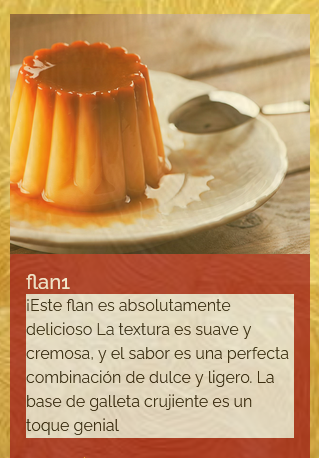 flan1
¡Este flan es absolutamente
delicioso La textura es suave y
cremosa, y el sabor es una perfecta
combinación de dulce y ligero. La
base de galleta crujiente es un
toque genial